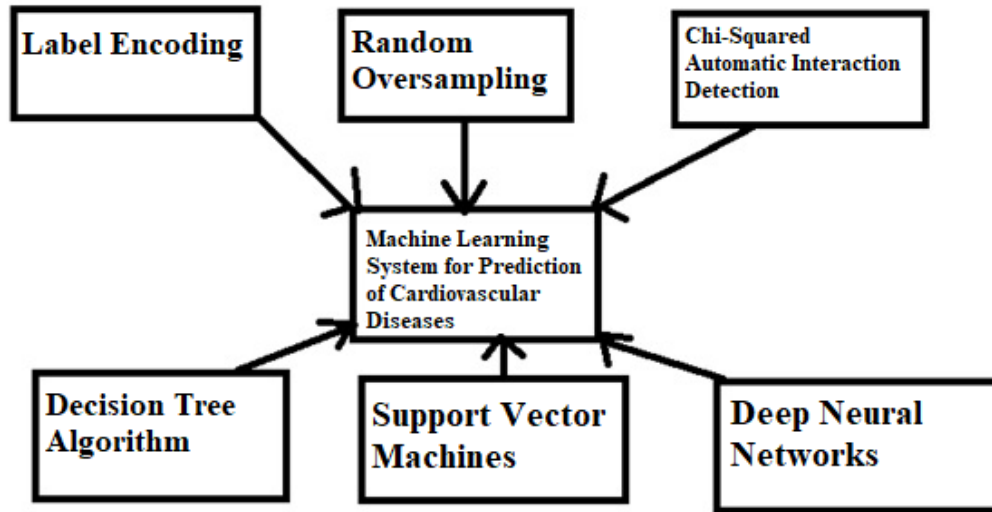 Label Encoding
Random
Oversampling
Chi-Squared
Automatic Interaction
Detection
Machine Learning
System for Prediction
of Cardiovascular
Diseases
Decision Tree
Algorithm
Support Vector
Machines
Deep Neural
Networks